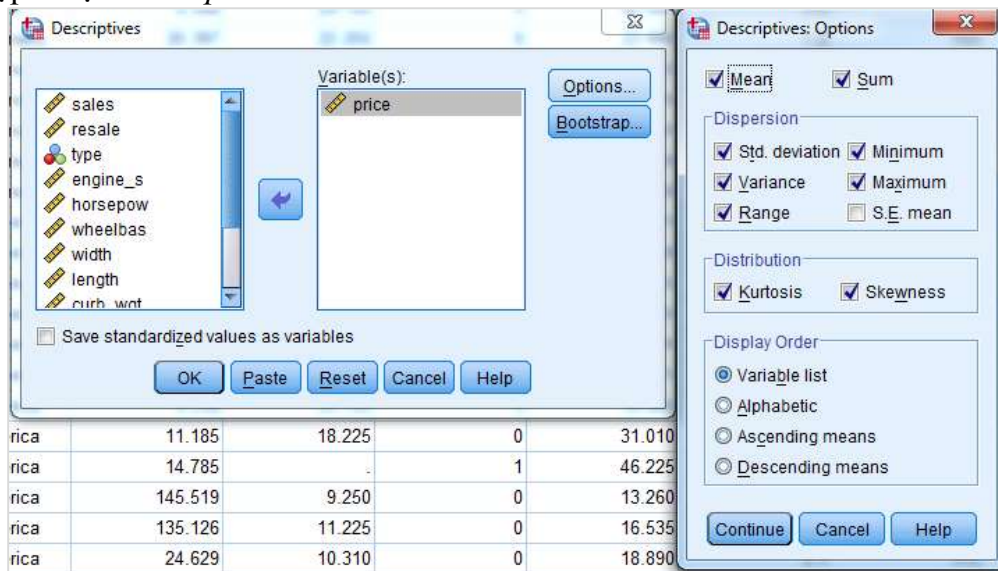 Descriptives
Variable(s):
sales
resale
type
engine_s
horsepow
wheelbas
width
length
curb_wgt
price
Options...
Bootstrap...
Save standardized values as variables
OK Paste Reset Cancel Help
Descriptives: Options
Mean Sum
Dispersion
Std. deviation Minimum
Variance Maximum
Range S.E. mean
Distribution
Kurtosis Skewness
Display Order
Variable list
Alphabetic
Ascending means
Descending means
Continue Cancel Help
rica 11.185 18.225 0 31.010
rica 14.785 . 1 46.225
rica 145.519 9.250 0 13.260
rica 135.126 11.225 0 16.535
rica 24.629 10.310 0 18.890